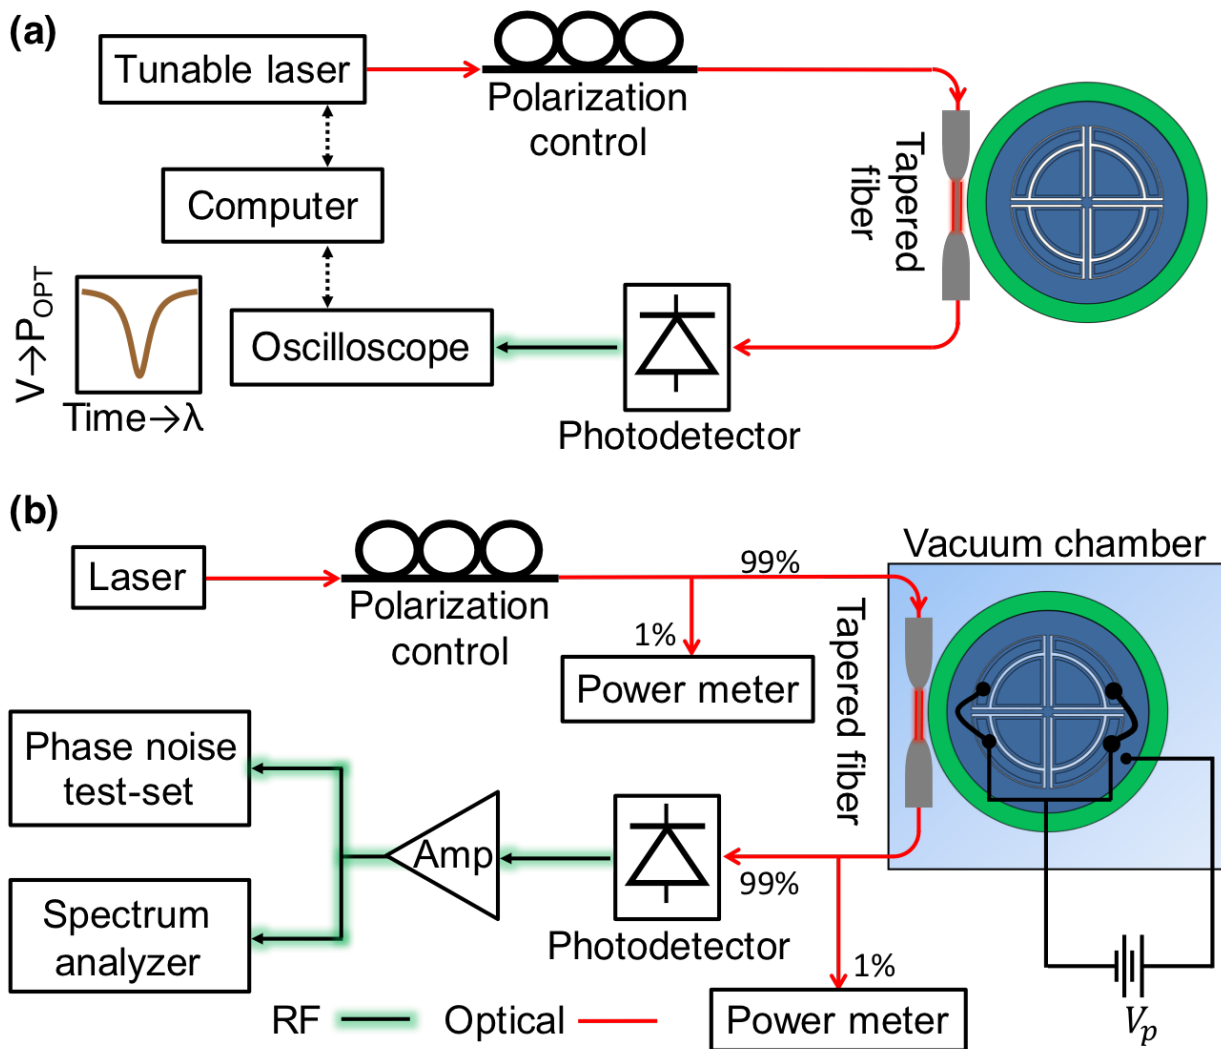 (a)
Tunable laser
Polarization
control
Tapered
fiber
Computer
V→P_OPT
Time→λ
Oscilloscope
Photodetector
(b)
Laser
Polarization
control
99%
1%
Power meter
Vacuum chamber
Tapered fiber
Phase noise
test-set
Amp
99%
Spectrum
analyzer
Photodetector
1%
Power meter
RF
Optical
V_p